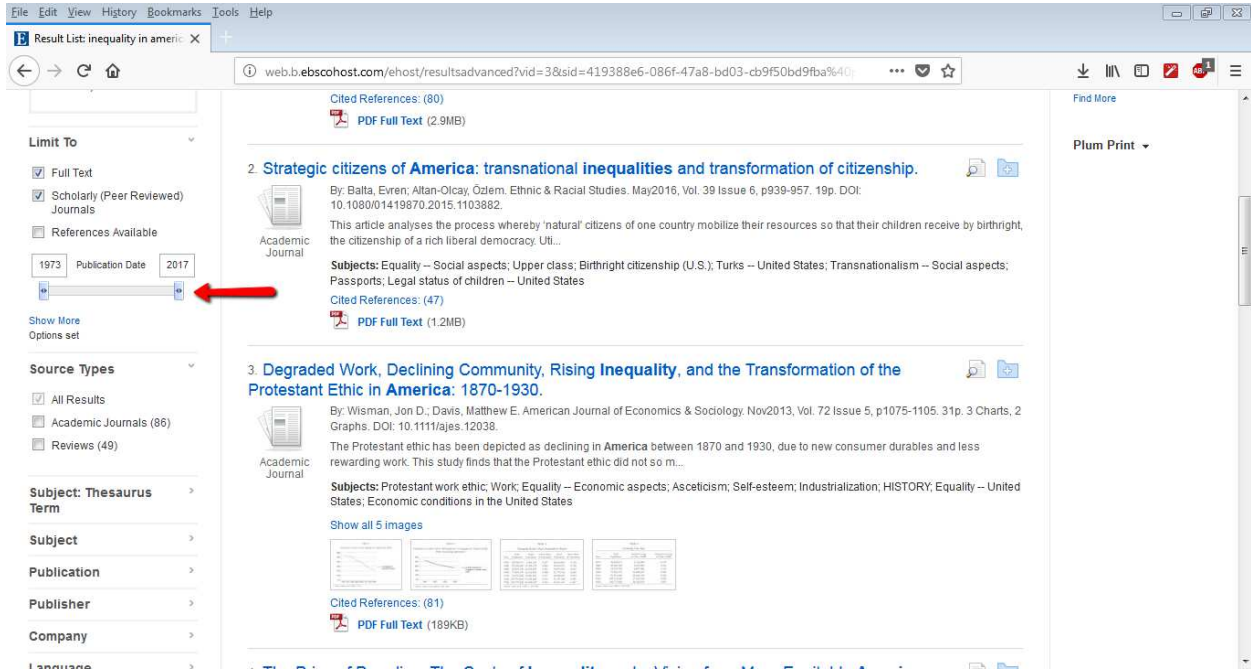 File Edit View History Bookmarks Tools Help
Result List: inequality in americ
web.b.ebscohost.com/ehost/resultsadvanced?vid=3&sid=419388e6-086f-47a8-bd03-cb9f50bd9fba%40
ABP 1
Limit To
Full Text
Scholarly (Peer Reviewed)
Journals
References Available
1973 Publication Date 2017
Show More
Options set
Source Types
All Results
Academic Journals (86)
Reviews (49)
Subject: Thesaurus
Term
Subject
Publication
Publisher
Company
Language
Cited References: (80)
PDF Full Text (2.9MB)
2. Strategic citizens of America: transnational inequalities and transformation of citizenship.
Academic
Journal
By: Balta, Evren; Altan-Olcay, Özlem. Ethnic & Racial Studies. May2016, Vol. 39 Issue 6, p939-957. 19p. DOI:
10.1080/01419870.2015.1103882.
This article analyses the process whereby 'natural' citizens of one country mobilize their resources so that their children receive by birthright,
the citizenship of a rich liberal democracy. Uti...
Subjects: Equality -- Social aspects; Upper class; Birthright citizenship (U.S.); Turks -- United States; Transnationalism -- Social aspects;
Passports; Legal status of children -- United States
Cited References: (47)
PDF Full Text (1.2MB)
3. Degraded Work, Declining Community, Rising Inequality, and the Transformation of the
Protestant Ethic in America: 1870-1930.
Academic
Journal
By: Wisman, Jon D.; Davis, Matthew E. American Journal of Economics & Sociology. Nov2013, Vol. 72 Issue 5, p1075-1105. 31p. 3 Charts, 2
Graphs. DOI: 10.1111/ajes.12038.
The Protestant ethic has been depicted as declining in America between 1870 and 1930, due to new consumer durables and less
rewarding work. This study finds that the Protestant ethic did not so m...
Subjects: Protestant work ethic; Work; Equality -- Economic aspects; Asceticism; Self-esteem; Industrialization; HISTORY; Equality -- United
States; Economic conditions in the United States
Show all 5 images
Cited References: (81)
PDF Full Text (189KB)
Find More
Plum Print